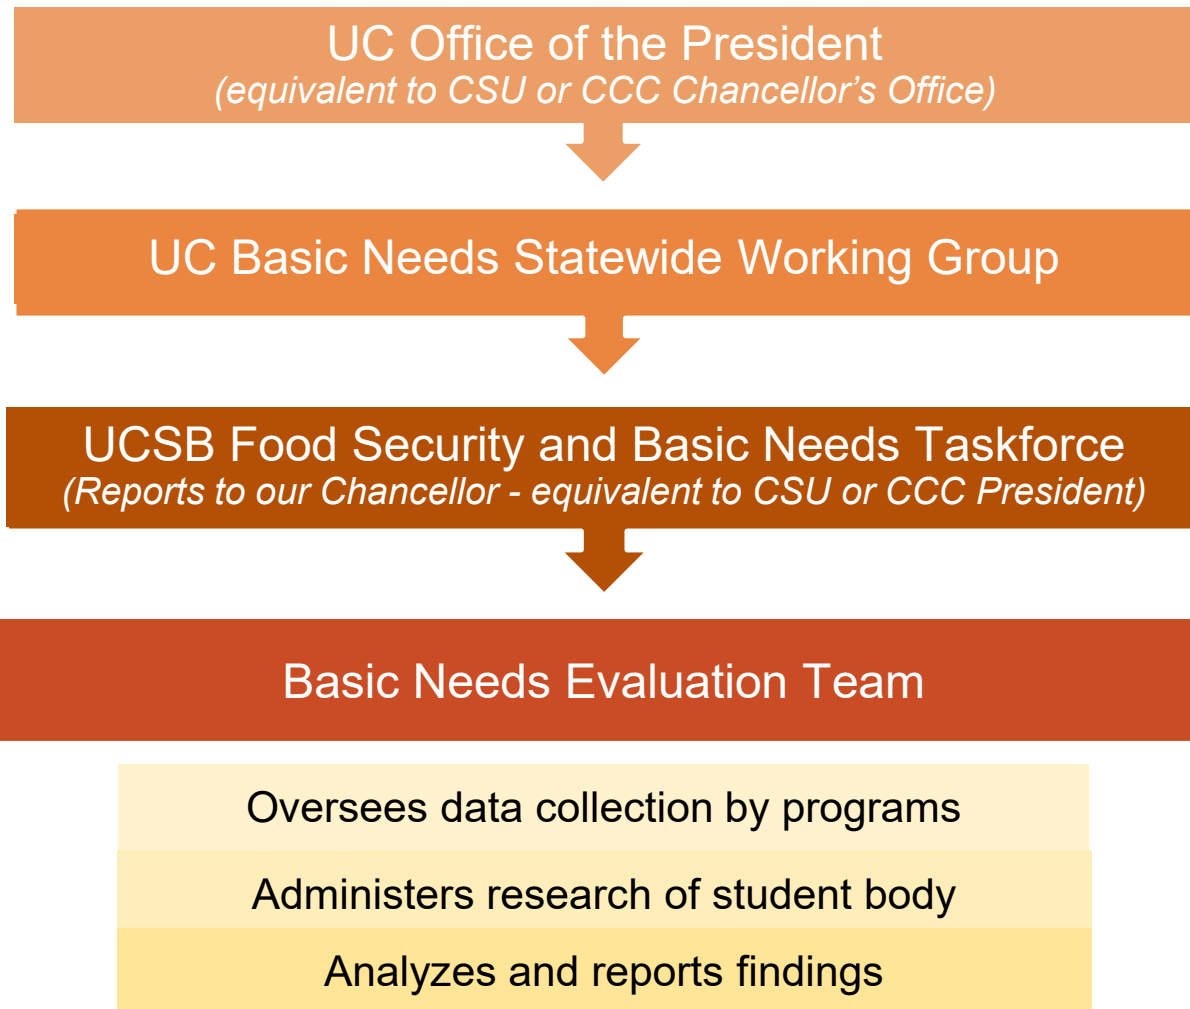 UC Office of the President
(equivalent to CSU or CCC Chancellor’s Office)
UC Basic Needs Statewide Working Group
UCSB Food Security and Basic Needs Taskforce
(Reports to our Chancellor - equivalent to CSU or CCC President)
Basic Needs Evaluation Team
Oversees data collection by programs
Administers research of student body
Analyzes and reports findings